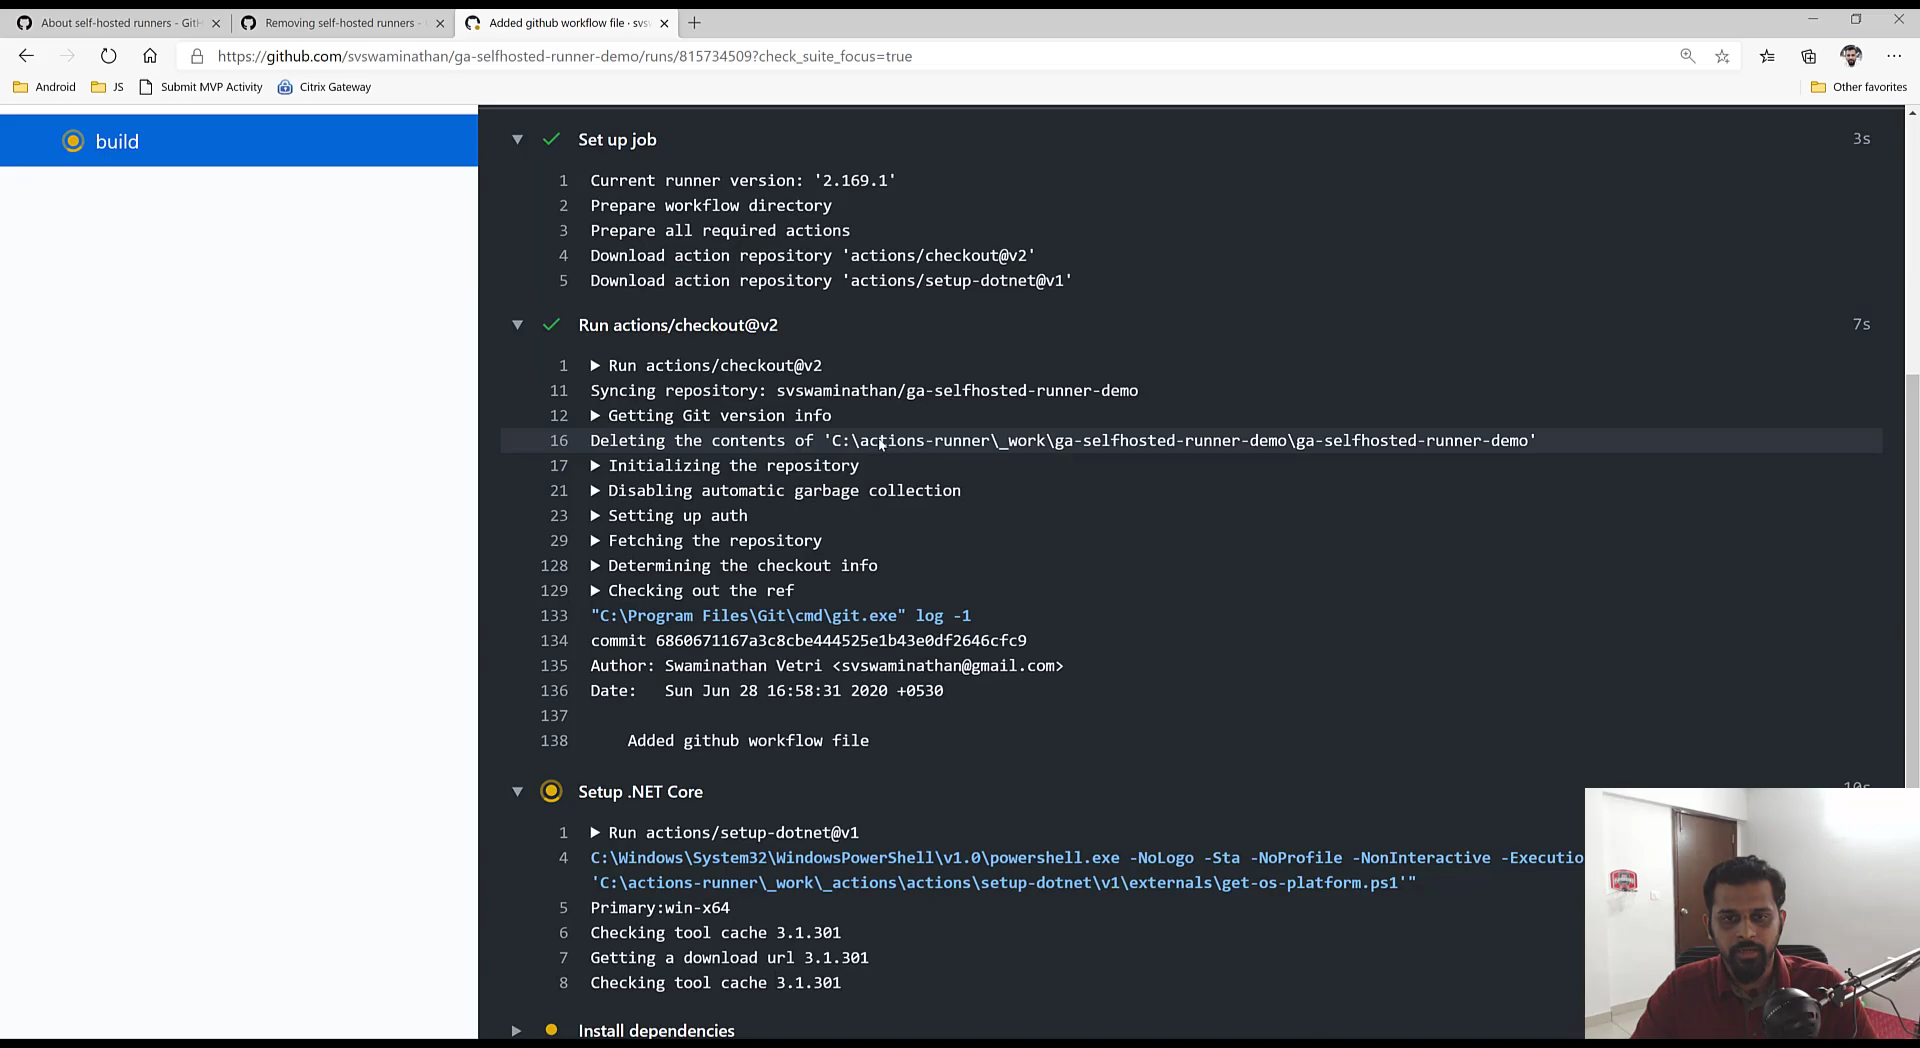 About self-hosted runners - GitH
Removing self-hosted runners -
Added github workflow file · svs
https://github.com/svswaminathan/ga-selfhosted-runner-demo/runs/815734509?check_suite_focus=true
Android
JS
Submit MVP Activity
Citrix Gateway
Other favorites
build
Set up job
3s
1 Current runner version: '2.169.1'
2 Prepare workflow directory
3 Prepare all required actions
4 Download action repository 'actions/checkout@v2'
5 Download action repository 'actions/setup-dotnet@v1'
Run actions/checkout@v2
7s
1 Run actions/checkout@v2
11 Syncing repository: svswaminathan/ga-selfhosted-runner-demo
12 Getting Git version info
16 Deleting the contents of 'C:\actions-runner\_work\ga-selfhosted-runner-demo\ga-selfhosted-runner-demo'
17 Initializing the repository
21 Disabling automatic garbage collection
23 Setting up auth
29 Fetching the repository
128 Determining the checkout info
129 Checking out the ref
133 "C:\Program Files\Git\cmd\git.exe" log -1
134 commit 6860671167a3c8cbe444525e1b43e0df2646cfc9
135 Author: Swaminathan Vetri <svswaminathan@gmail.com>
136 Date:   Sun Jun 28 16:58:31 2020 +0530
137
138 Added github workflow file
Setup .NET Core
10s
1 Run actions/setup-dotnet@v1
4 C:\Windows\System32\WindowsPowerShell\v1.0\powershell.exe -NoLogo -Sta -NoProfile -NonInteractive -Executio
'C:\actions-runner\_work\_actions\actions\setup-dotnet\v1\externals\get-os-platform.ps1'"
5 Primary:win-x64
6 Checking tool cache 3.1.301
7 Getting a download url 3.1.301
8 Checking tool cache 3.1.301
Install dependencies